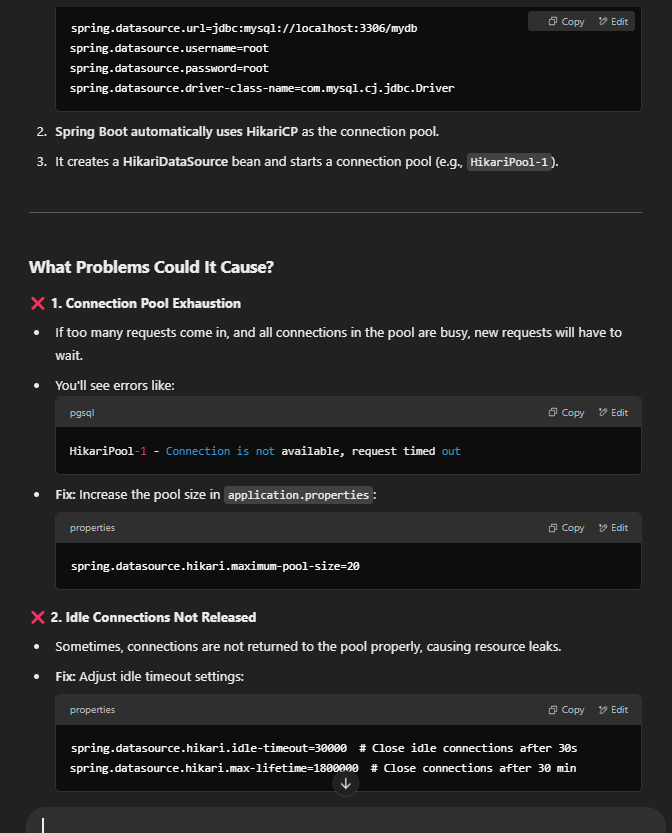 spring.datasource.url=jdbc:mysql://localhost:3306/mydb
Copy Edit
spring.datasource.username=root
spring.datasource.password=root
spring.datasource.driver-class-name=com.mysql.cj.jdbc.Driver
2. Spring Boot automatically uses HikariCP as the connection pool.
3. It creates a HikariDataSource bean and starts a connection pool (e.g., HikariPool-1).
What Problems Could It Cause?
❌ 1. Connection Pool Exhaustion
• If too many requests come in, and all connections in the pool are busy, new requests will have to
wait.
• You'll see errors like:
pgsql Copy Edit
HikariPool-1 - Connection is not available, request timed out
• Fix: Increase the pool size in application.properties:
properties Copy Edit
spring.datasource.hikari.maximum-pool-size=20
❌ 2. Idle Connections Not Released
• Sometimes, connections are not returned to the pool properly, causing resource leaks.
• Fix: Adjust idle timeout settings:
properties Copy Edit
spring.datasource.hikari.idle-timeout=30000 # Close idle connections after 30s
spring.datasource.hikari.max-lifetime=1800000 # Close connections after 30 min